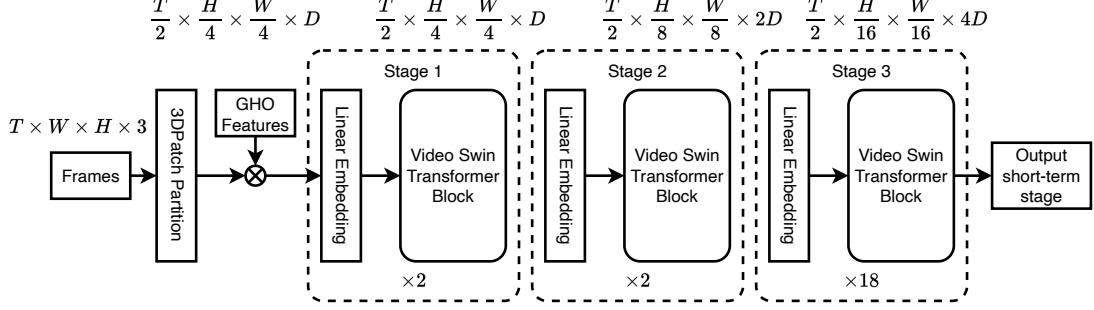 T/2 × H/4 × W/4 × D
T/2 × H/4 × W/4 × D
T/2 × H/8 × W/8 × 2D
T/2 × H/16 × W/16 × 4D
Stage 1
Stage 2
Stage 3
T × W × H × 3
Frames
3DPatch Partition
GHO
Features
Linear Embedding
Video Swin
Transformer
Block
×2
Linear Embedding
Video Swin
Transformer
Block
×2
Linear Embedding
Video Swin
Transformer
Block
×18
Output
short-term
stage